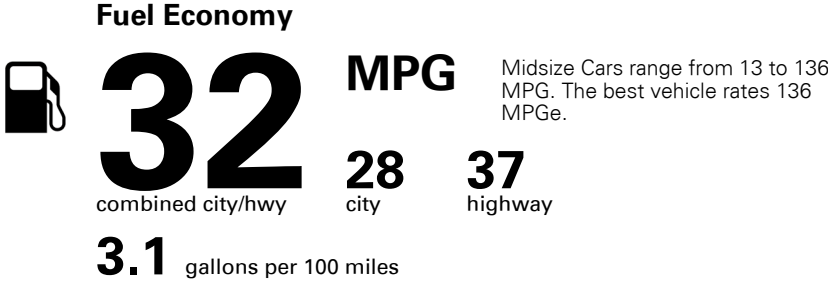 Fuel Economy
32
MPG
Midsize Cars range from 13 to 136
MPG. The best vehicle rates 136
MPGe.
28
37
combined city/hwy
city
highway
3.1 gallons per 100 miles